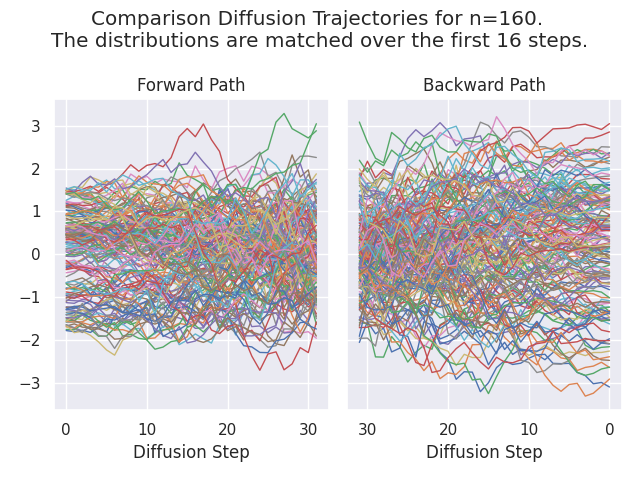 Comparison Diffusion Trajectories for n=160.
The distributions are matched over the first 16 steps.
Forward Path
Backward Path
3
2
1
0
−1
−2
−3
0 10 20 30
30 20 10 0
Diffusion Step
Diffusion Step